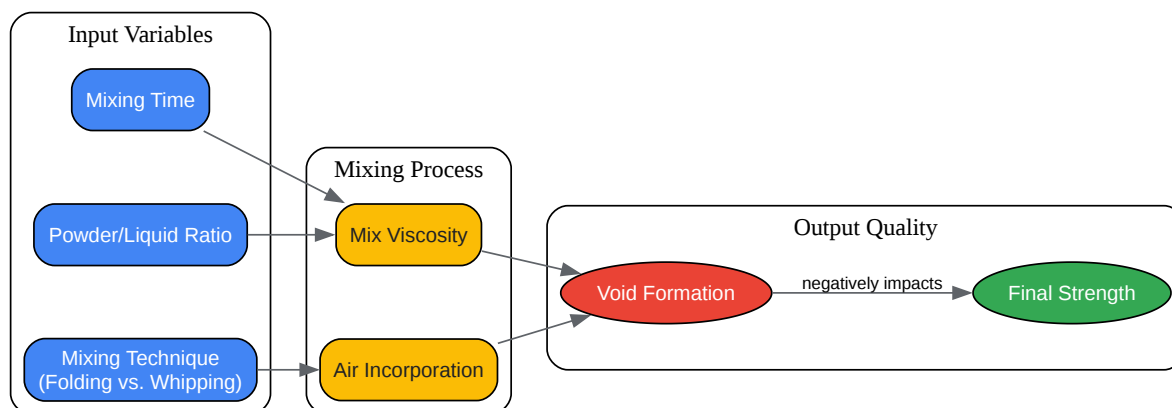 Input Variables
Mixing Time
Powder/Liquid Ratio
Mixing Technique
(Folding vs. Whipping)
Mixing Process
Mix Viscosity
Air Incorporation
Output Quality
Void Formation
negatively impacts
Final Strength